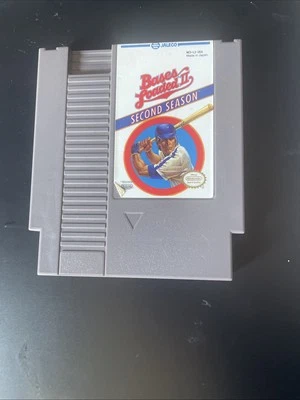 JALECO
Bases
Loaded II
SECOND SEASON